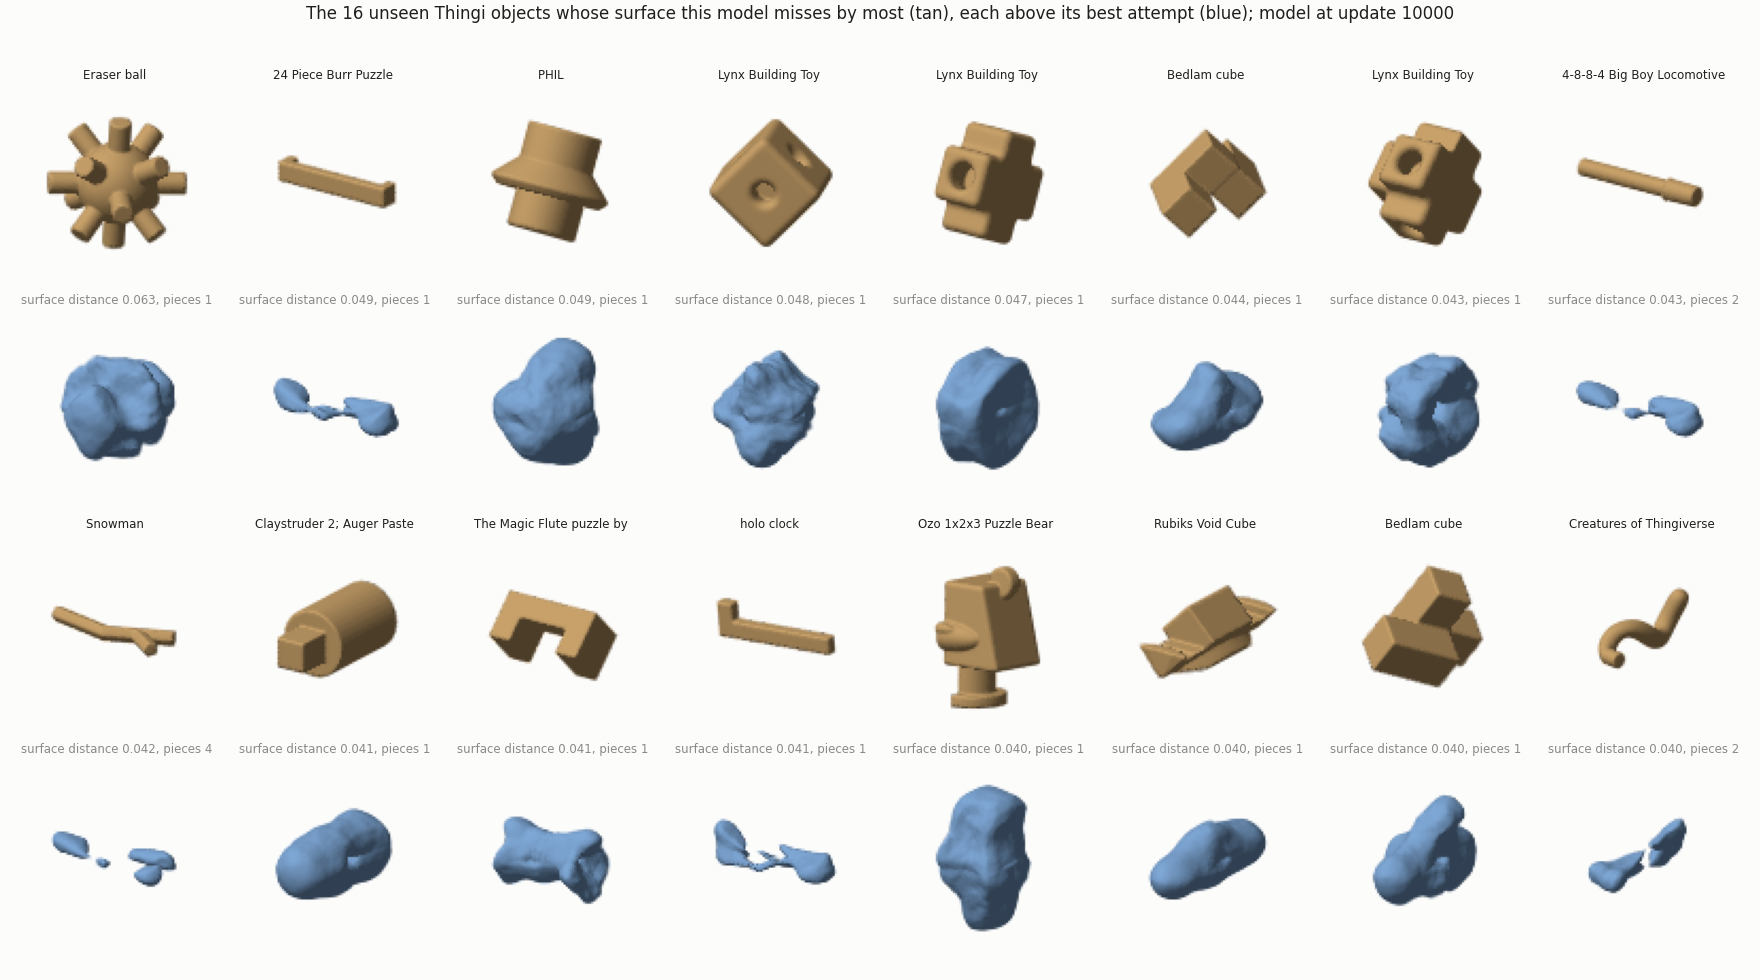 The 16 unseen Thingi objects whose surface this model misses by most (tan), each above its best attempt (blue); model at update 10000
Eraser ball
24 Piece Burr Puzzle
PHIL
Lynx Building Toy
Lynx Building Toy
Bedlam cube
Lynx Building Toy
4-8-8-4 Big Boy Locomotive
surface distance 0.063, pieces 1
surface distance 0.049, pieces 1
surface distance 0.049, pieces 1
surface distance 0.048, pieces 1
surface distance 0.047, pieces 1
surface distance 0.044, pieces 1
surface distance 0.043, pieces 1
surface distance 0.043, pieces 2
Snowman
Claystruder 2; Auger Paste
The Magic Flute puzzle by
holo clock
Ozo 1x2x3 Puzzle Bear
Rubiks Void Cube
Bedlam cube
Creatures of Thingiverse
surface distance 0.042, pieces 4
surface distance 0.041, pieces 1
surface distance 0.041, pieces 1
surface distance 0.041, pieces 1
surface distance 0.040, pieces 1
surface distance 0.040, pieces 1
surface distance 0.040, pieces 1
surface distance 0.040, pieces 2